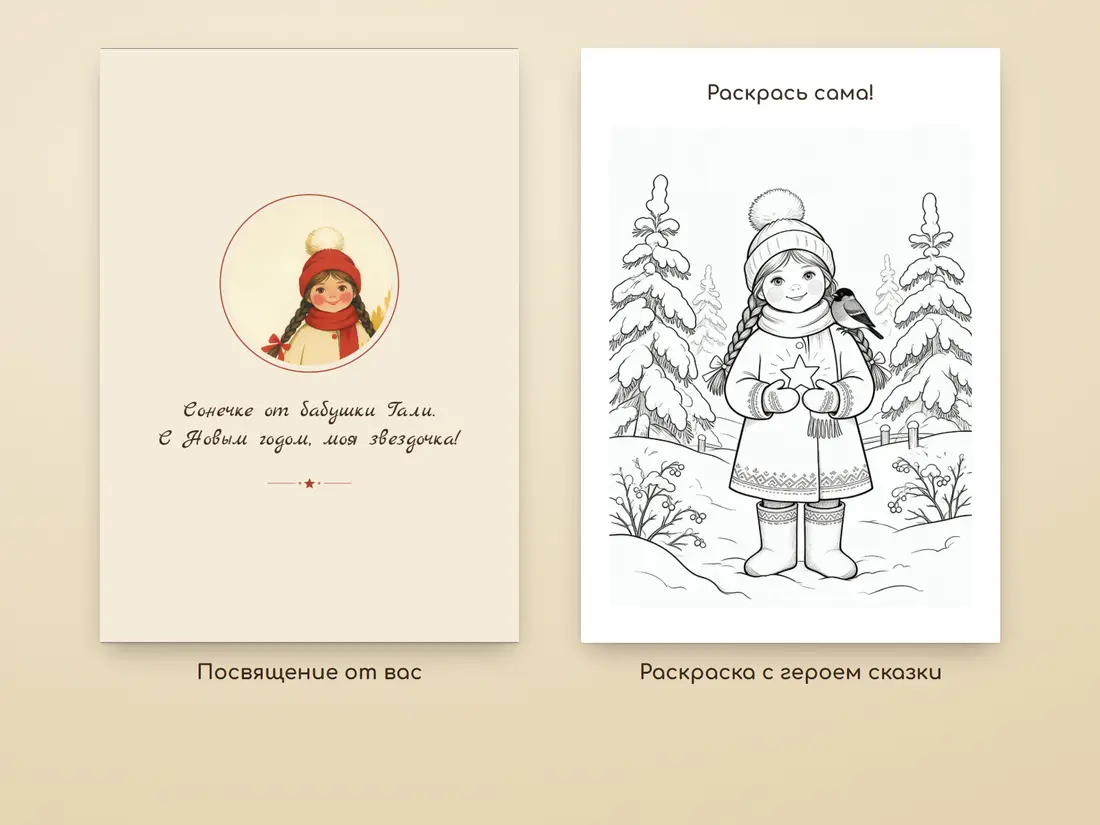 Сонечке от бабушки Гали.
С Новым годом, моя звездочка!
Посвящение от вас
Раскрась сама!
Раскраска с героем сказки